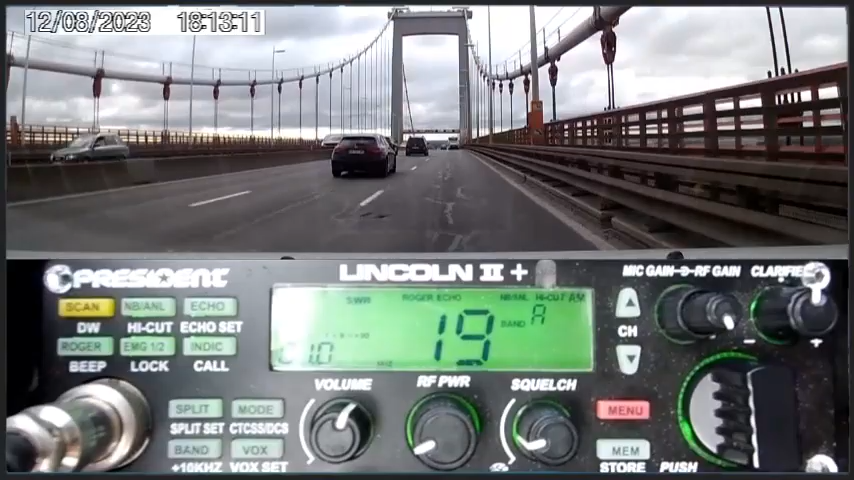 12/08/2023 18:13:11
PRESIDENT LINCOLN II + MIC GAIN RF GAIN CLARIFIER
SCAN NB/ANL ECHO
DW HI-CUT ECHO SET
ROGER EMG 1/2 INDIC
BEEP LOCK CALL
SWR ROGER ECHO NB/ANL HI-CUT AM
19 BAND A
CH
VOLUME RF PWR SQUELCH
SPLIT MODE MENU
SPLIT SET CTCSS/DCS
BAND VOX MEM
+10KHZ VOX SET STORE PUSH